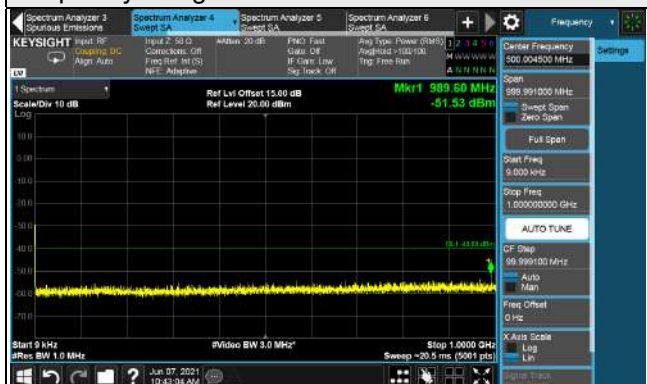 Spectrum Analyzer 3
Spurious Emissions
Spectrum Analyzer 4
Swept SA
Spectrum Analyzer 5
Swept SA
Spectrum Analyzer 6
Swept SA
Frequency
KEYSIGHT
Input: RF
Coupling: DC
Align: Auto
Input Z: 50 Ω
Corrections: Off
Freq Ref: Int (S)
NFE: Adaptive
#Atten: 20 dB
PNO: Fast
Gate: Off
IF Gain: Low
Sig Track: Off
Avg Type: Power (RMS)
Avg|Hold >100/100
Trig: Free Run
1 2 3 4 5 6
M W W W W W
A N N N N N
1 Spectrum
Scale/Div 10 dB
Log
Ref Lvl Offset 15.00 dB
Ref Level 20.00 dBm
Mkr1 989.60 MHz
-51.53 dBm
10.0
0.00
-10.0
-20.0
-30.0
-40.0
-50.0
-60.0
-70.0
Start 9 kHz
#Res BW 1.0 MHz
#Video BW 3.0 MHz*
Stop 1.0000 GHz
Sweep ~20.5 ms (5001 pts)
Jun 07, 2021
10:43:04 AM
Center Frequency
500.004500 MHz
Settings
Span
999.991000 MHz
Swept Span
Zero Span
Full Span
Start Freq
9.000 kHz
Stop Freq
1.000000000 GHz
AUTO TUNE
CF Step
99.999100 MHz
Auto
Man
Freq Offset
0 Hz
X Axis Scale
Log
Lin
Signal Track